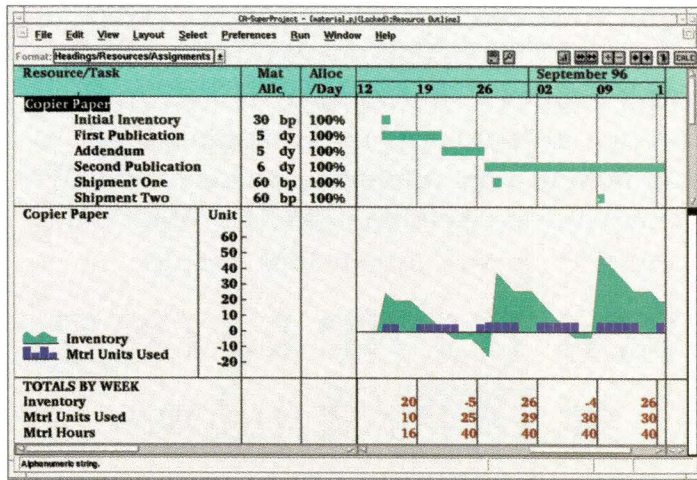 CA-SuperProject - [material.pj(Locked):Resource Outline]
File Edit View Layout Select Preferences Run Window Help
Format: Headings/Resources/Assignments CALC
Resource/Task Mat Alloc September 96
Allc /Day 12 19 26 02 09 1
Copier Paper
Initial Inventory 30 bp 100%
First Publication 5 dy 100%
Addendum 5 dy 100%
Second Publication 6 dy 100%
Shipment One 60 bp 100%
Shipment Two 60 bp 100%
Copier Paper Unit
60
50
40
30
20
10
0
-10
-20
Inventory
Mtrl Units Used
TOTALS BY WEEK
Inventory 20 -5 26 -4 26
Mtrl Units Used 10 25 29 30 30
Mtrl Hours 16 40 40 40 40
Alphanumeric string.